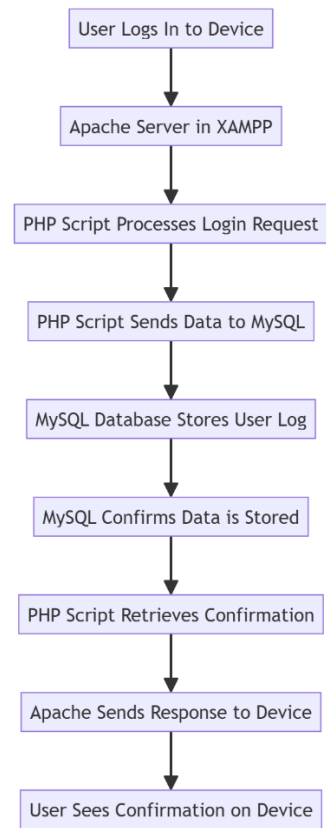 User Logs In to Device
Apache Server in XAMPP
PHP Script Processes Login Request
PHP Script Sends Data to MySQL
MySQL Database Stores User Log
MySQL Confirms Data is Stored
PHP Script Retrieves Confirmation
Apache Sends Response to Device
User Sees Confirmation on Device